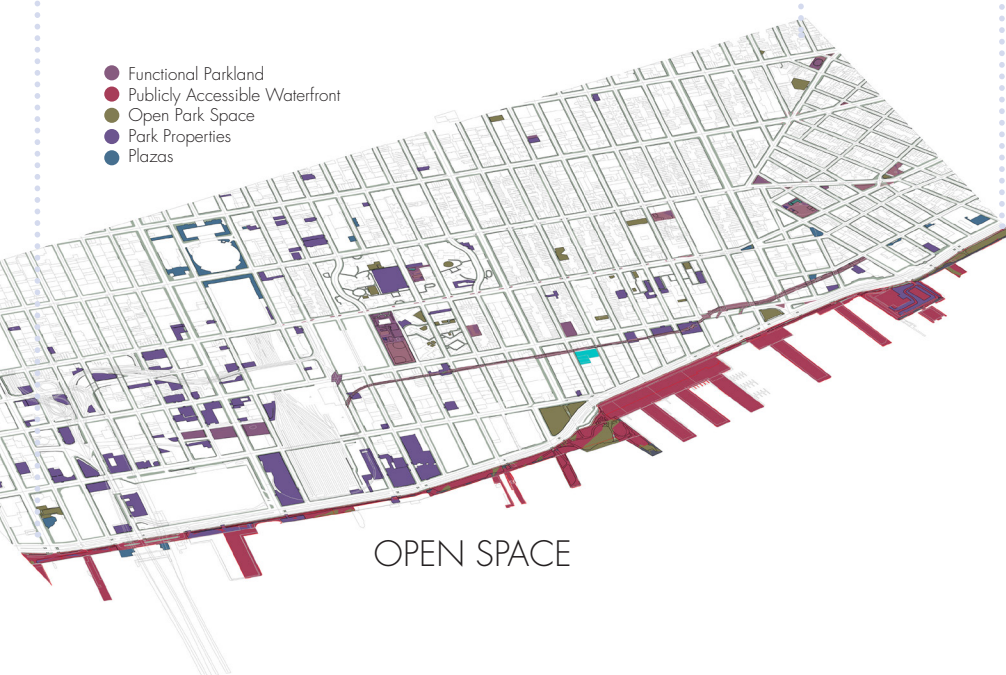 Functional Parkland
Publicly Accessible Waterfront
Open Park Space
Park Properties
Plazas
OPEN SPACE